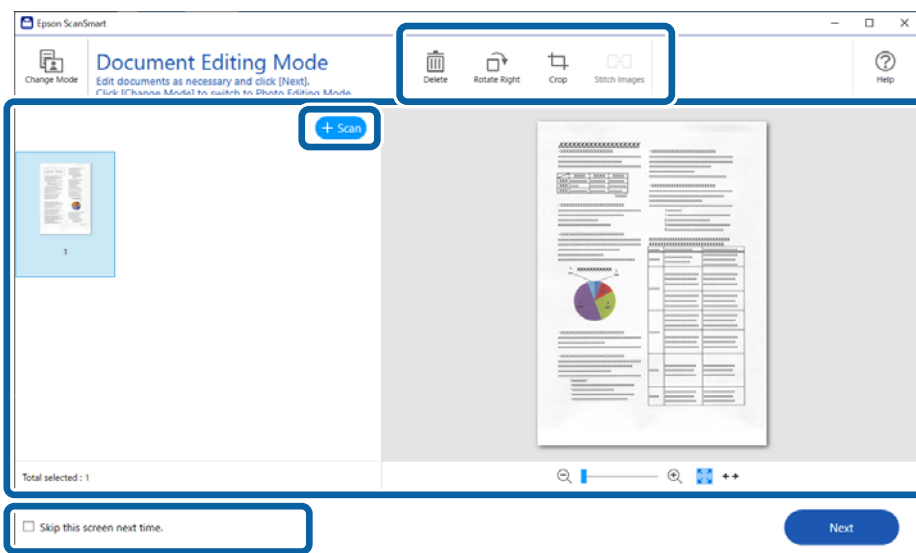 Epson ScanSmart
Change Mode
Document Editing Mode
Edit documents as necessary and click [Next].
Click [Change Mode] to switch to Photo Editing Mode.
Delete
Rotate Right
Crop
Stitch Images
Help
+ Scan
1
Total selected : 1
Skip this screen next time.
Next